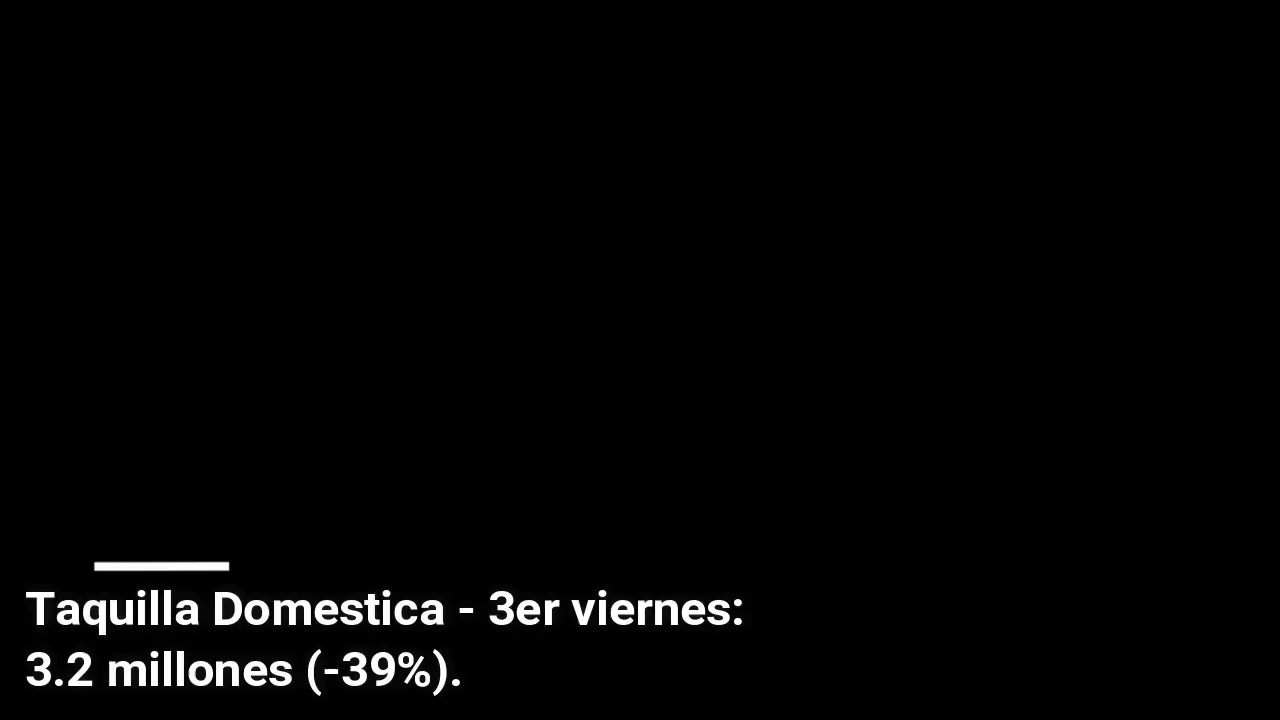 Taquilla Domestica - 3er viernes:
3.2 millones (-39%).